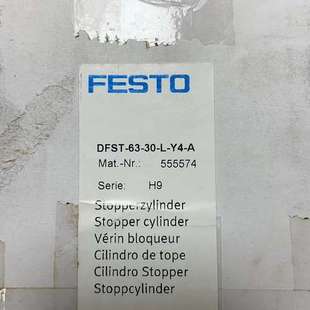 FESTO
DFST-63-30-L-Y4-A
Mat.-Nr.: 555574
Serie: H9
Stopperzylinder
Stopper cylinder
Vérin bloqueur
Cilindro de tope
Cilindro Stopper
Stoppcylinder